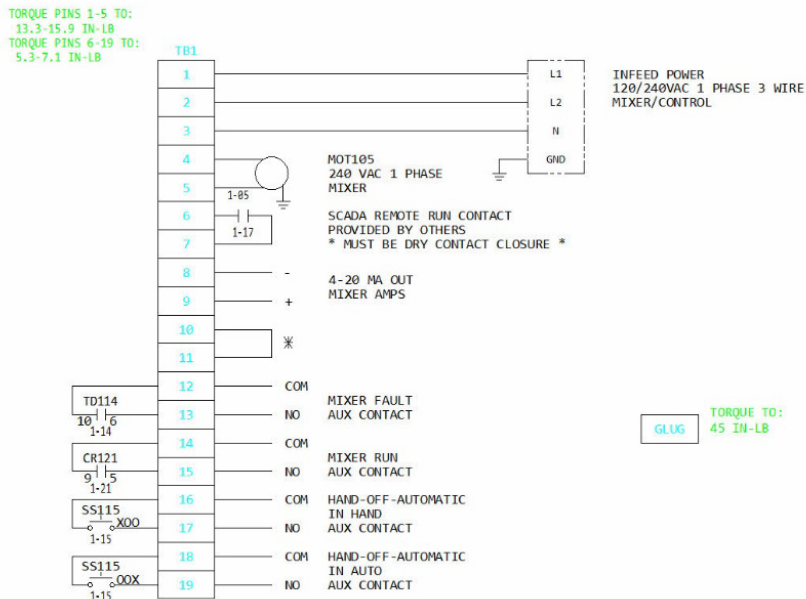 TORQUE PINS 1-5 TO:
13.3-15.9 IN-LB
TORQUE PINS 6-19 TO:
5.3-7.1 IN-LB
TB1
1
L1
INFEED POWER
120/240VAC 1 PHASE 3 WIRE
2
L2
MIXER/CONTROL
3
N
4
MOT105
GND
240 VAC 1 PHASE
5
MIXER
1-05
6
SCADA REMOTE RUN CONTACT
1-17
PROVIDED BY OTHERS
7
* MUST BE DRY CONTACT CLOSURE *
8
-
4-20 MA OUT
9
+
MIXER AMPS
10
11
12
COM
TD114
MIXER FAULT
10 6
13
NO
AUX CONTACT
1-14
14
COM
CR121
MIXER RUN
9 5
15
NO
AUX CONTACT
1-21
16
COM
HAND-OFF-AUTOMATIC
SS115
IN HAND
XOO
17
NO
AUX CONTACT
1-15
18
COM
HAND-OFF-AUTOMATIC
SS115
IN AUTO
OOX
19
NO
AUX CONTACT
1-15
GLUG
TORQUE TO:
45 IN-LB